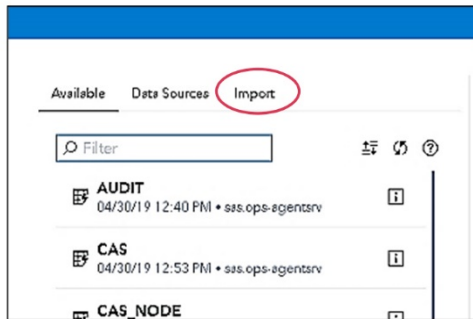 Available Data Sources Import
Filter
AUDIT
04/30/19 12:40 PM • sas.ops-agentsrv
CAS
04/30/19 12:53 PM • sas.ops-agentsrv
CAS_NODE